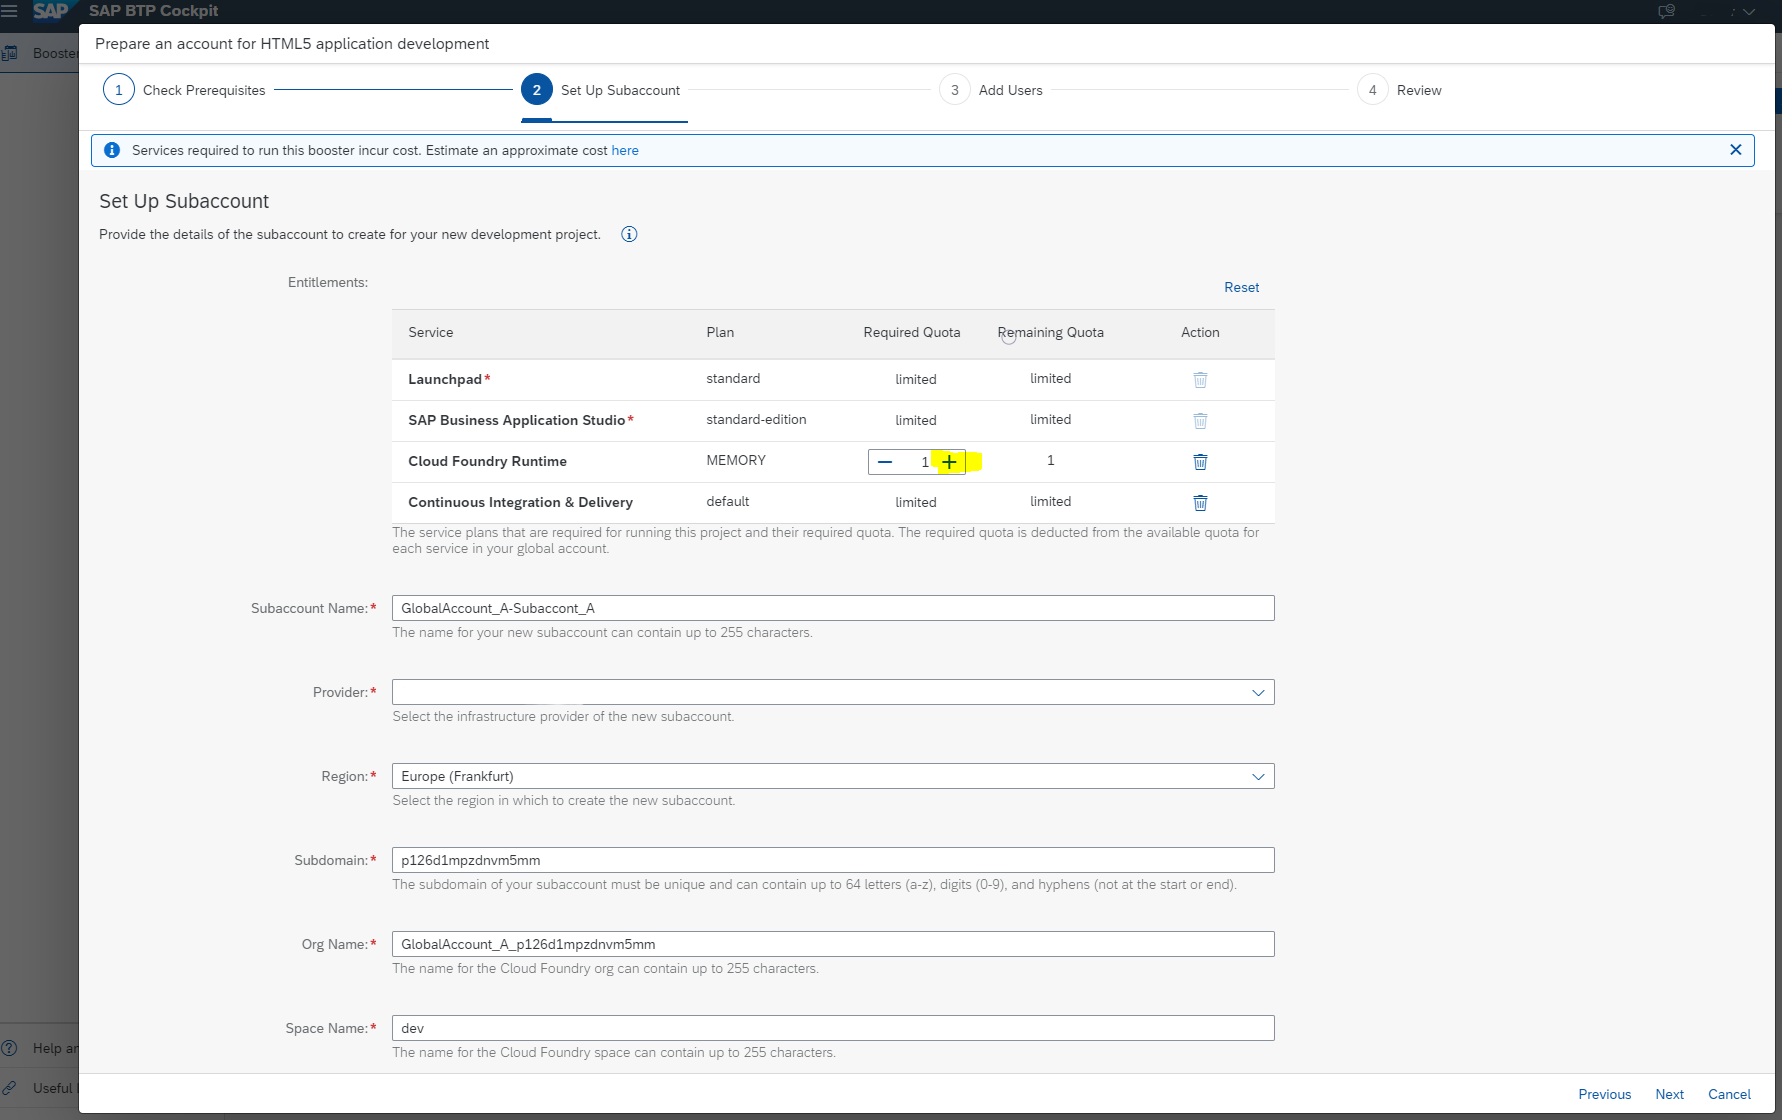 SAP SAP BTP Cockpit
Booster
Prepare an account for HTML5 application development
1 Check Prerequisites 2 Set Up Subaccount 3 Add Users 4 Review
Services required to run this booster incur cost. Estimate an approximate cost here
Set Up Subaccount
Provide the details of the subaccount to create for your new development project.
Entitlements:
Reset
Service Plan Required Quota Remaining Quota Action
Launchpad* standard limited limited
SAP Business Application Studio* standard-edition limited limited
Cloud Foundry Runtime MEMORY 1 1
Continuous Integration & Delivery default limited limited
The service plans that are required for running this project and their required quota. The required quota is deducted from the available quota for
each service in your global account.
Subaccount Name:* GlobalAccount_A-Subaccont_A
The name for your new subaccount can contain up to 255 characters.
Provider:*
Select the infrastructure provider of the new subaccount.
Region:* Europe (Frankfurt)
Select the region in which to create the new subaccount.
Subdomain:* p126d1mpzdnvm5mm
The subdomain of your subaccount must be unique and can contain up to 64 letters (a-z), digits (0-9), and hyphens (not at the start or end).
Org Name:* GlobalAccount_A_p126d1mpzdnvm5mm
The name for the Cloud Foundry org can contain up to 255 characters.
Space Name:* dev
The name for the Cloud Foundry space can contain up to 255 characters.
Help
Useful
Previous Next Cancel